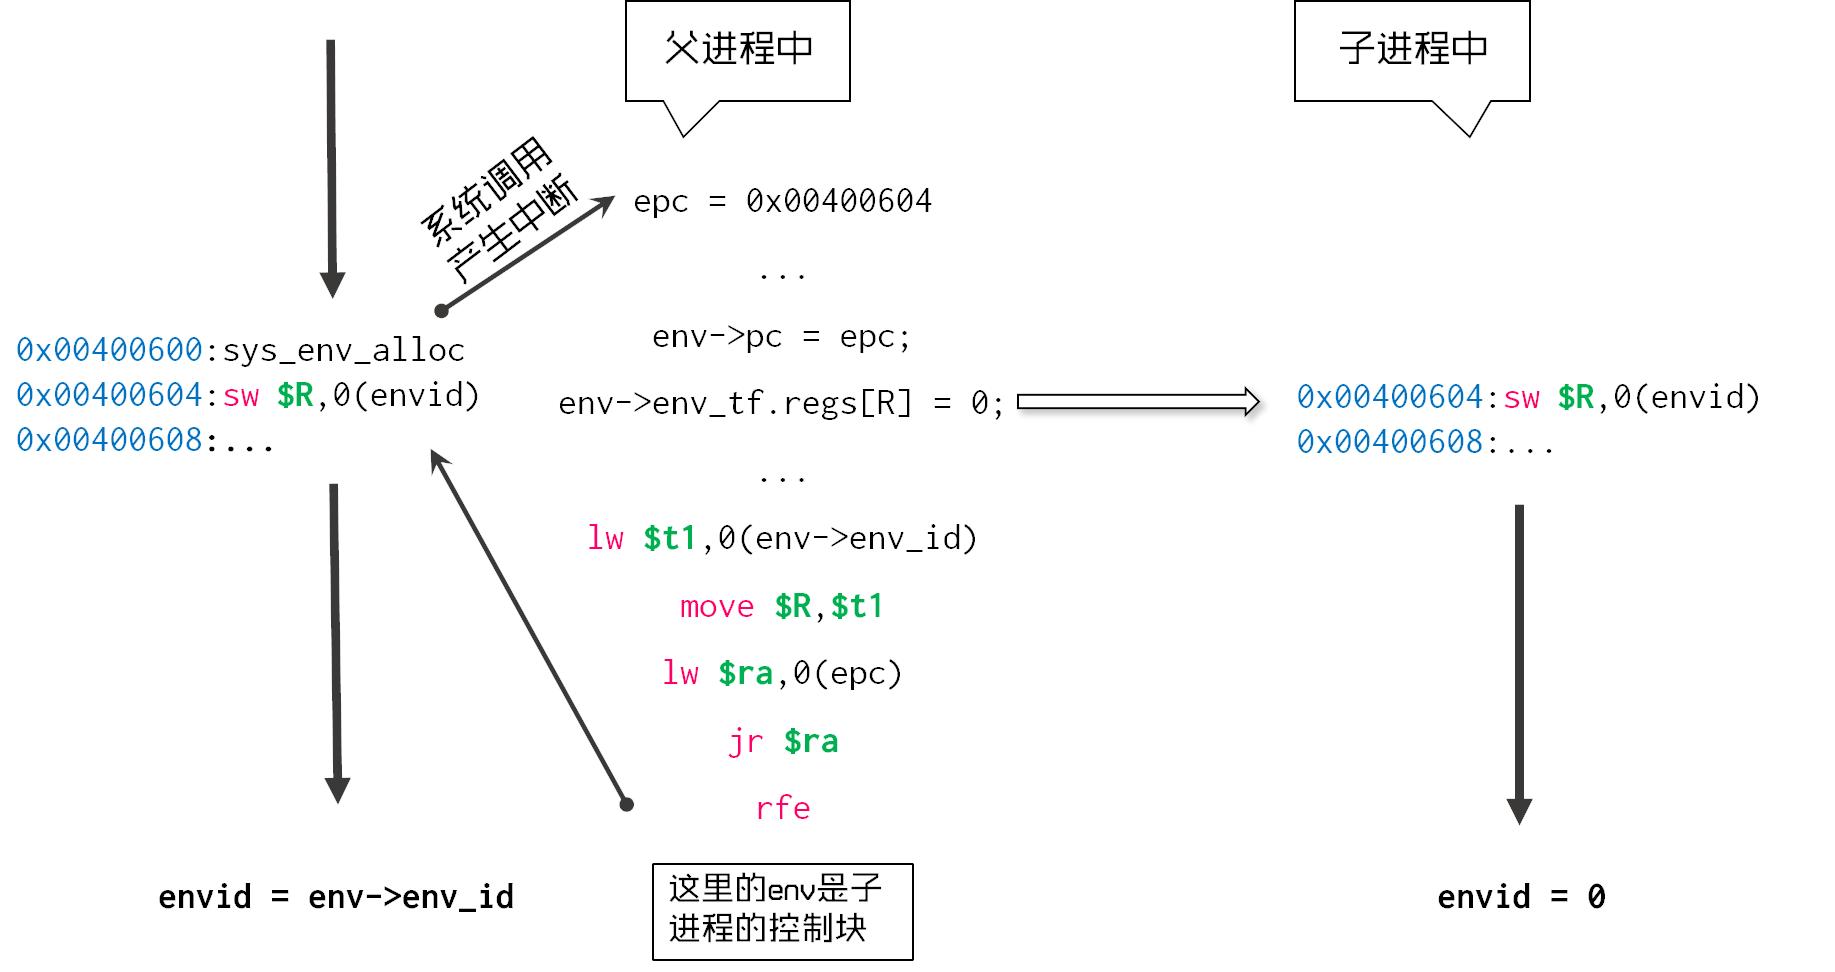 父进程中
子进程中
系统调用
产生中断
epc = 0x00400604
...
env->pc = epc;
env->env_tf.regs[R] = 0;
...
lw $t1,0(env->env_id)
move $R,$t1
lw $ra,0(epc)
jr $ra
rfe
这里的env是子
进程的控制块
0x00400600:sys_env_alloc
0x00400604:sw $R,0(envid)
0x00400608:...
envid = env->env_id
0x00400604:sw $R,0(envid)
0x00400608:...
envid = 0